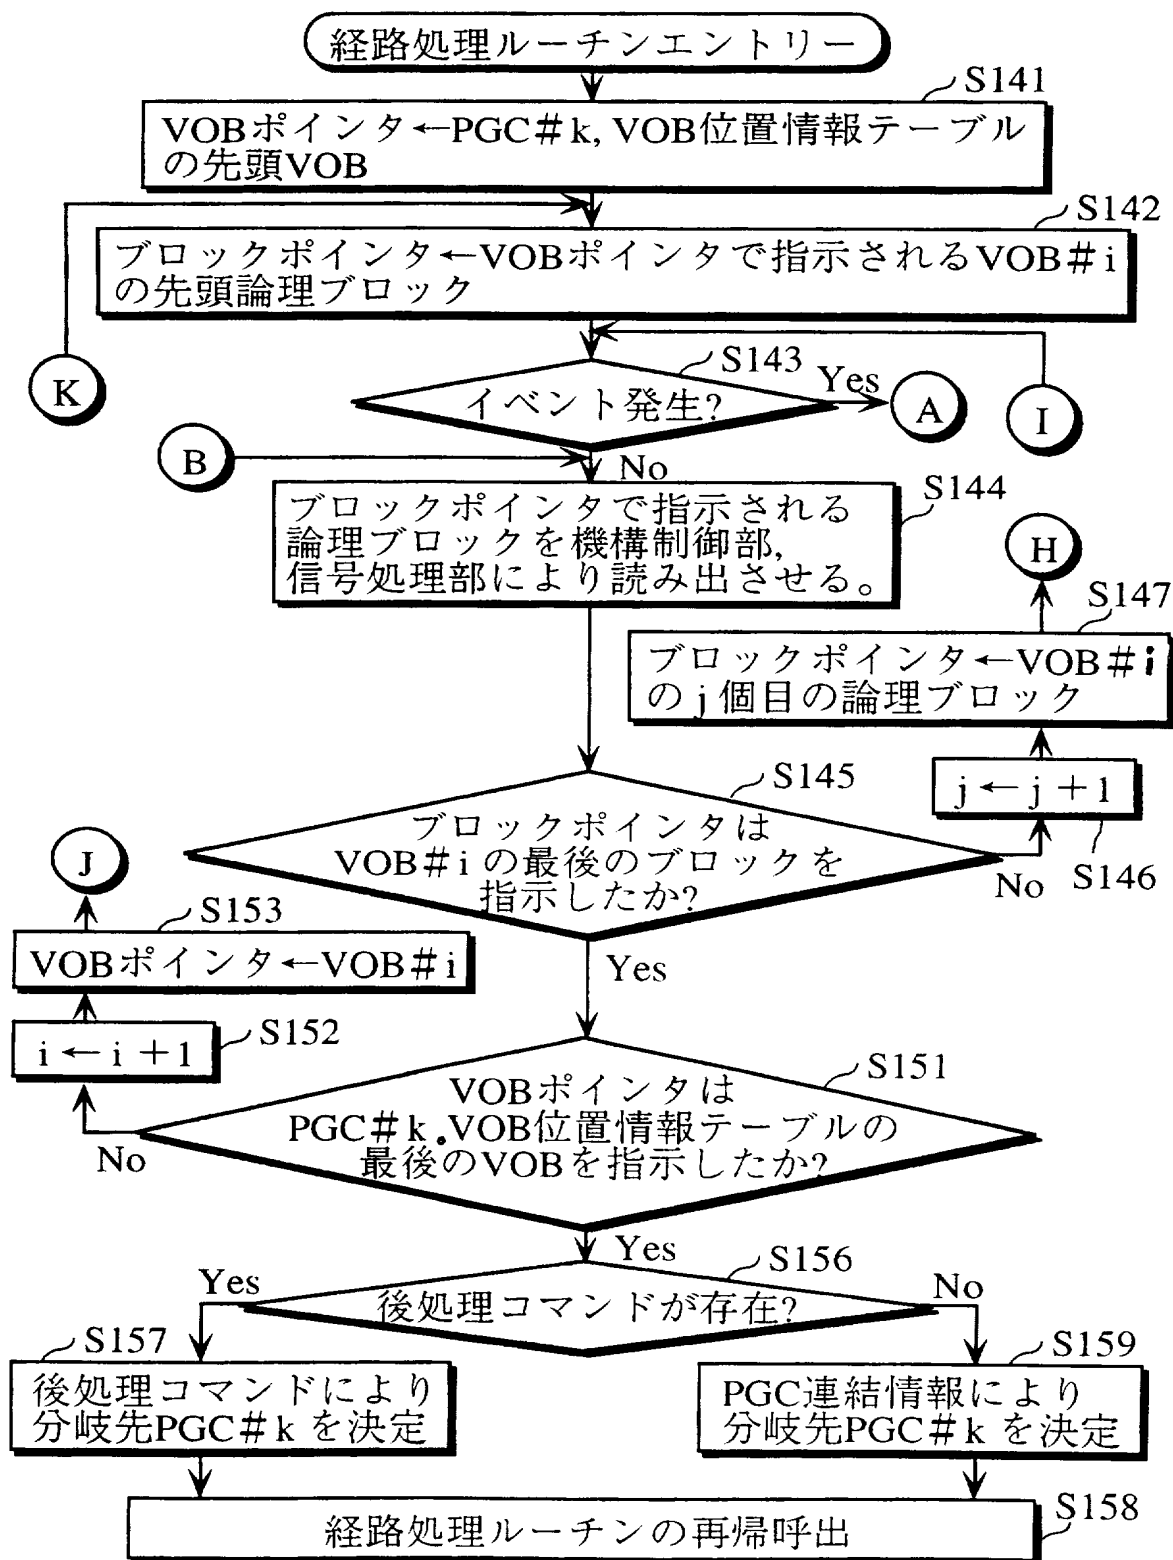 経路処理ルーチンエントリー
S141
VOBポインタ←PGC#k, VOB位置情報テーブル
の先頭VOB
S142
ブロックポインタ←VOBポインタで指示されるVOB#i
の先頭論理ブロック
K
S143
イベント発生?
Yes
A
I
B
No
S144
ブロックポインタで指示される
論理ブロックを機構制御部,
信号処理部により読み出させる。
H
S147
ブロックポインタ←VOB#i
のj個目の論理ブロック
S145
j←j+1
S146
ブロックポインタは
VOB#iの最後のブロックを
指示したか?
No
J
S153
VOBポインタ←VOB#i
Yes
S152
i←i+1
S151
VOBポインタは
PGC#k.VOB位置情報テーブルの
最後のVOBを指示したか?
No
Yes
S156
後処理コマンドが存在?
Yes
No
S157
後処理コマンドにより
分岐先PGC#kを決定
S159
PGC連結情報により
分岐先PGC#kを決定
S158
経路処理ルーチンの再帰呼出